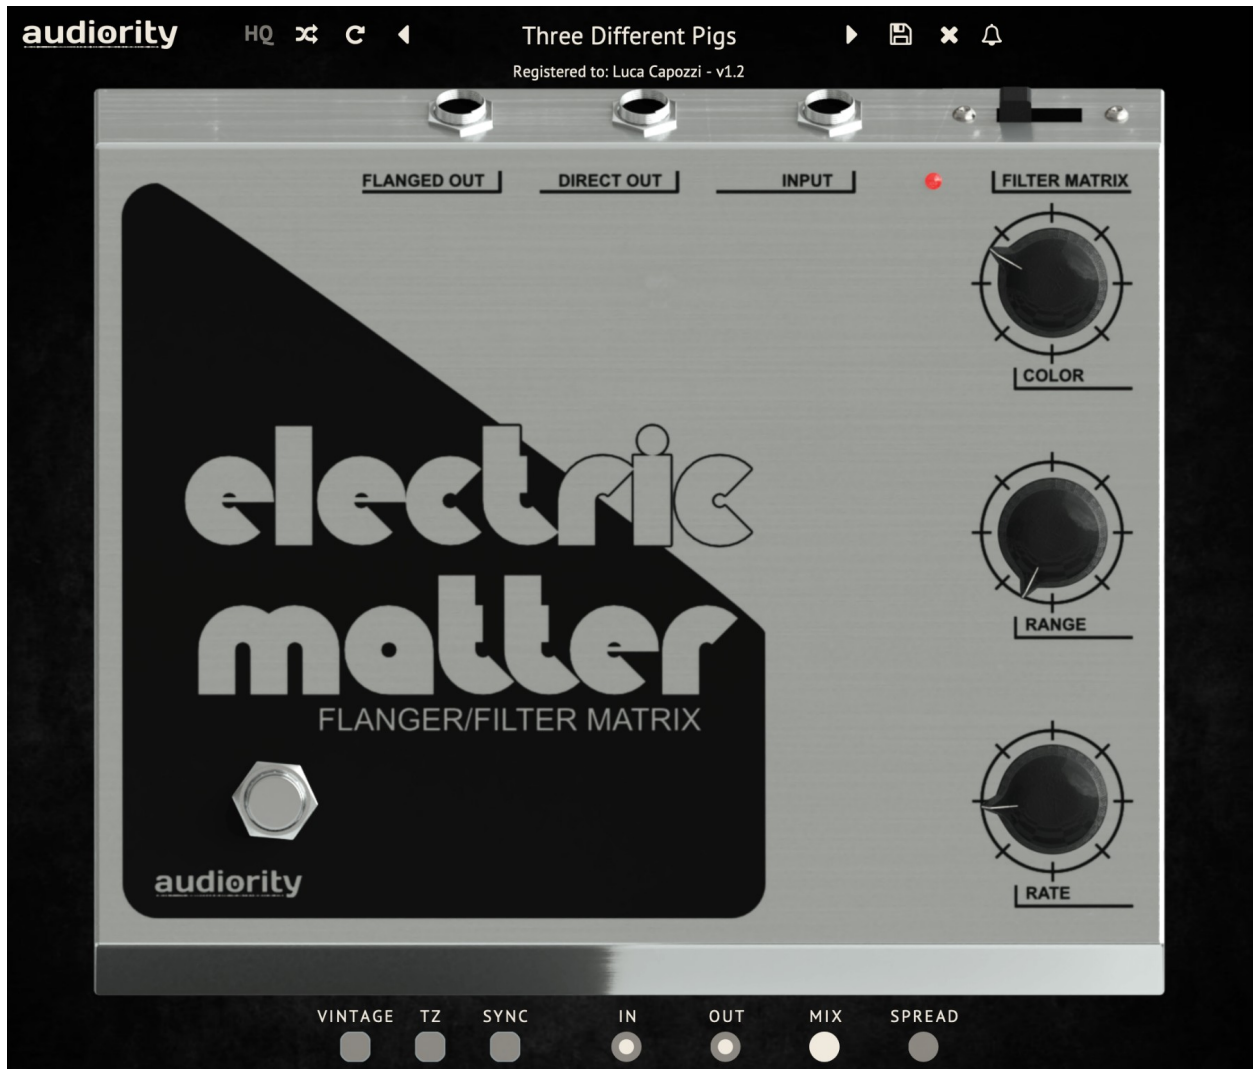 audiority
HQ
Three Different Pigs
Registered to: Luca Capozzi - v1.2
FLANGED OUT
DIRECT OUT
INPUT
FILTER MATRIX
COLOR
electric
matter
FLANGER/FILTER MATRIX
RANGE
RATE
audiority
VINTAGE
TZ
SYNC
IN
OUT
MIX
SPREAD